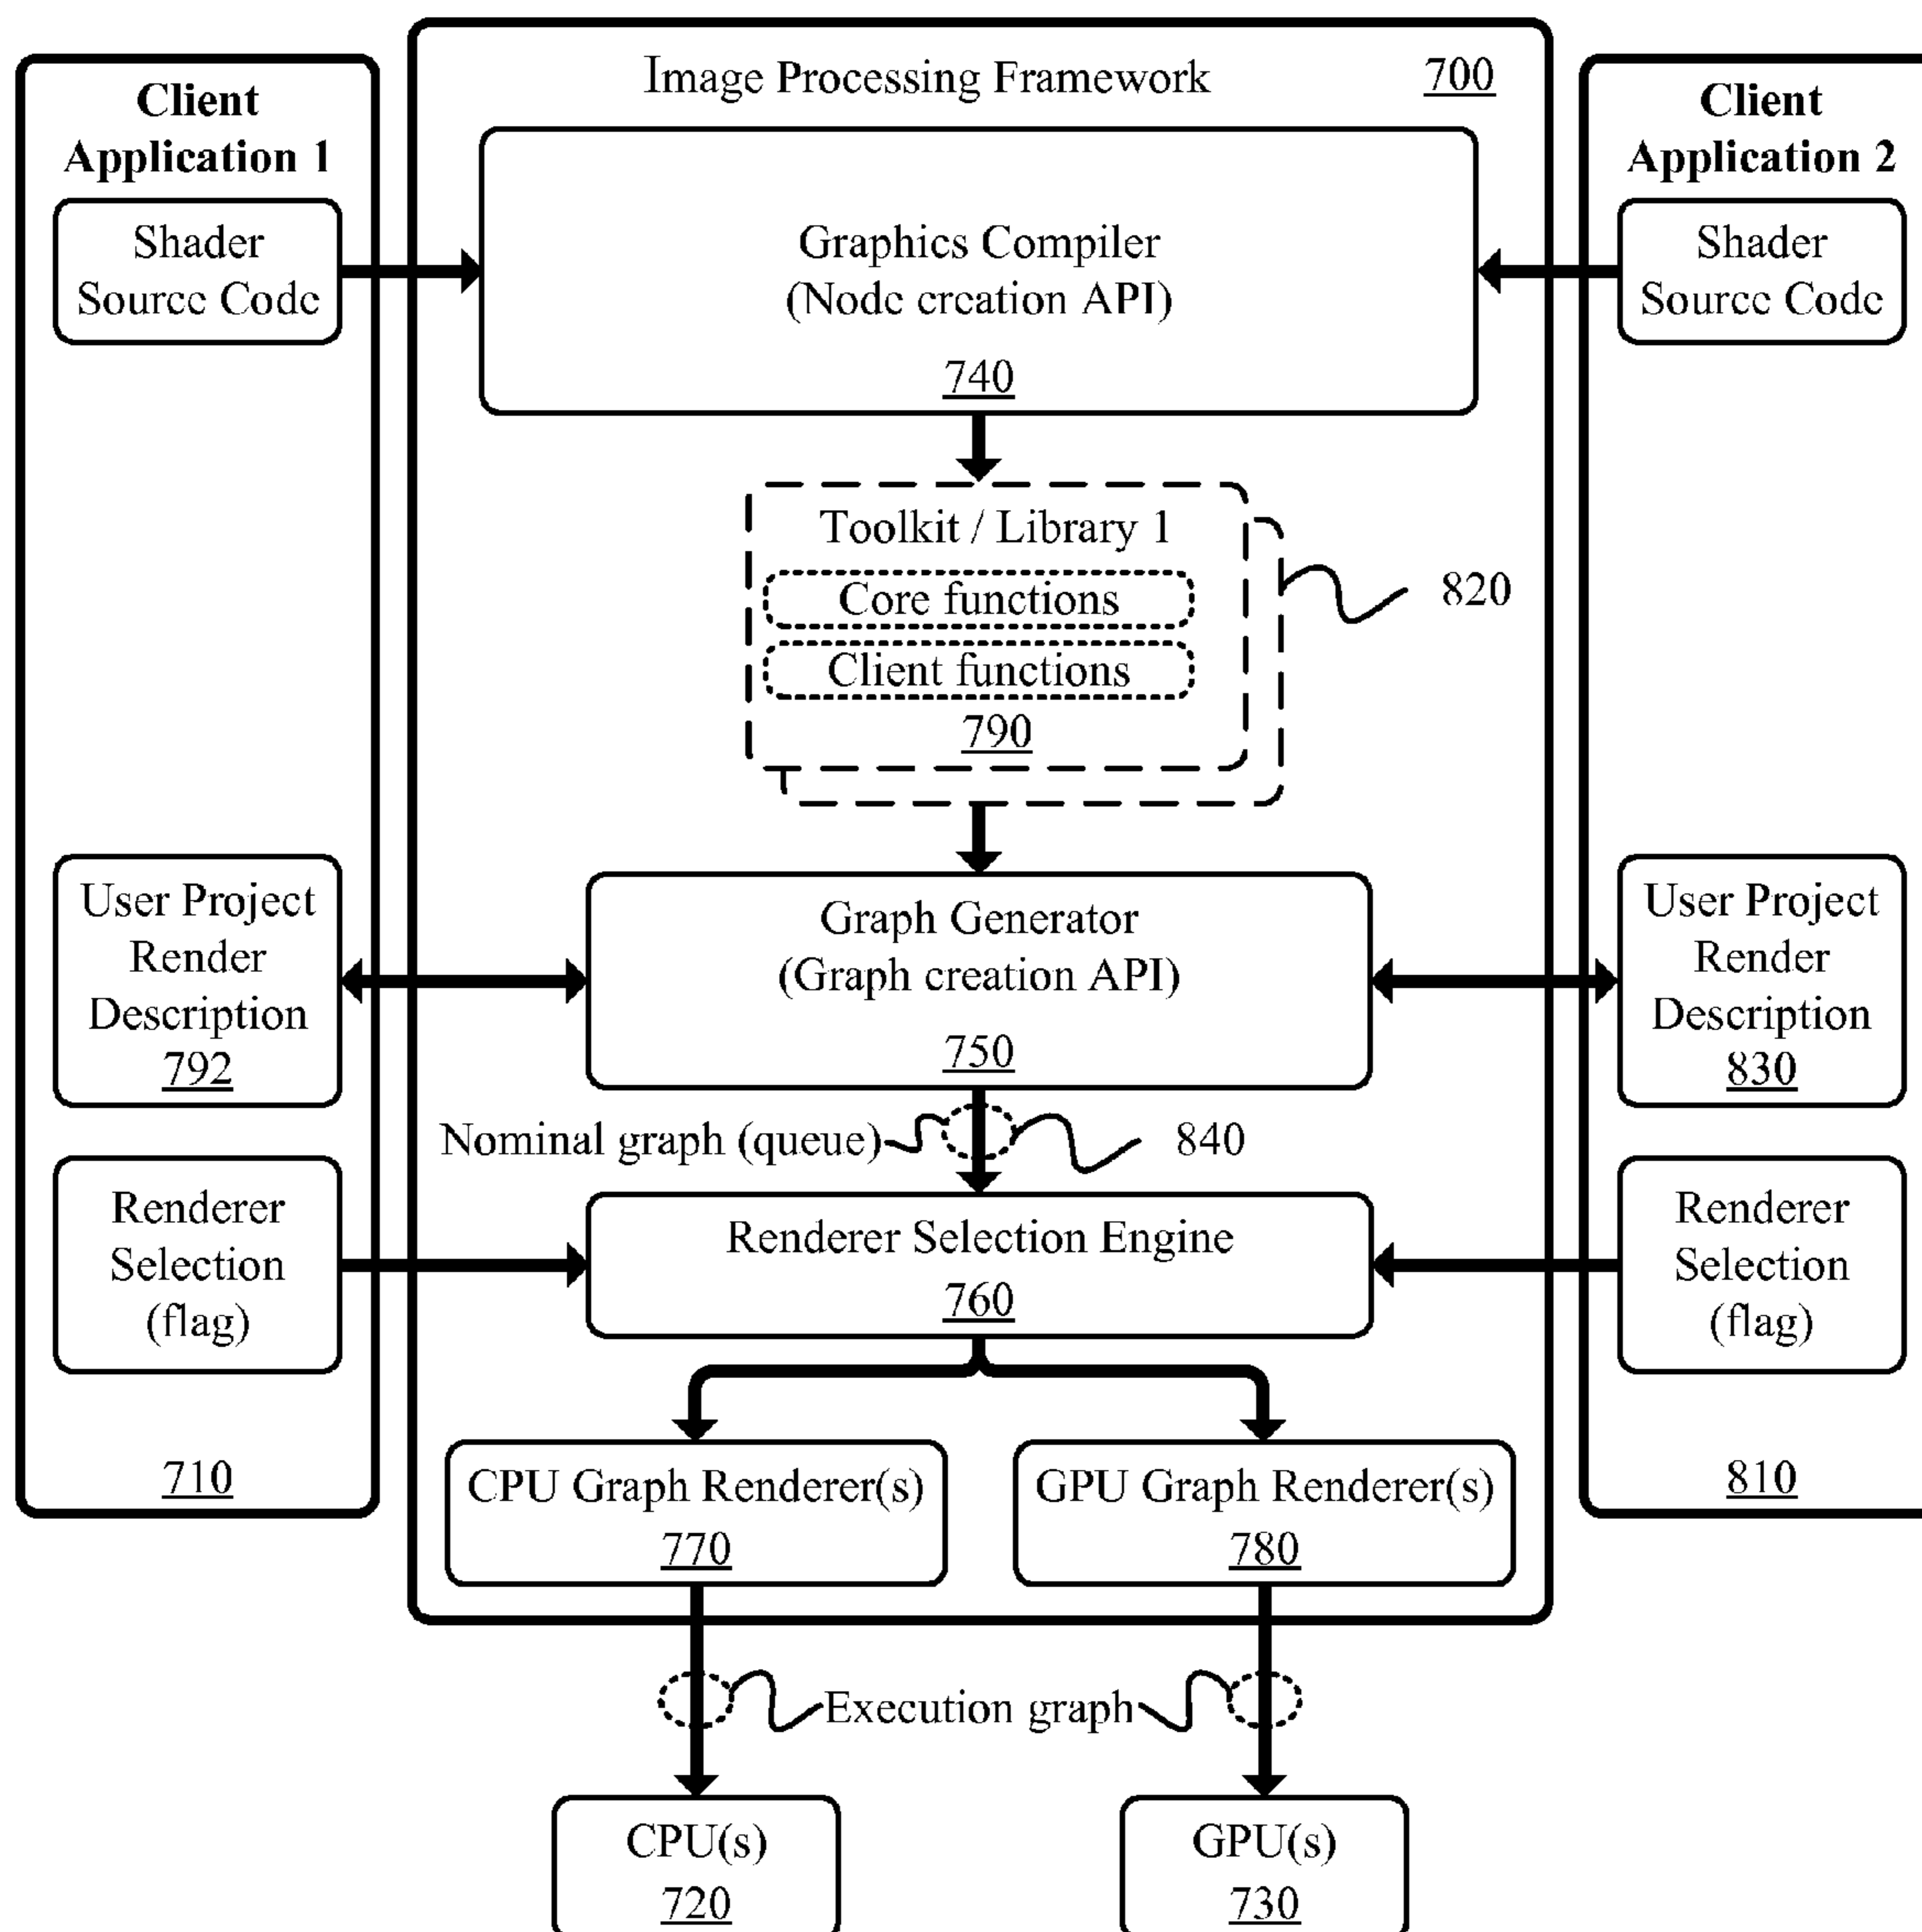 Image Processing Framework 700
Client
Application 1
Shader
Source Code
User Project
Render
Description
792
Renderer
Selection
(flag)
710
Graphics Compiler
(Node creation API)
740
Toolkit / Library 1
Core functions
Client functions
790
820
Graph Generator
(Graph creation API)
750
Nominal graph (queue)
840
Renderer Selection Engine
760
CPU Graph Renderer(s)
770
GPU Graph Renderer(s)
780
Execution graph
CPU(s)
720
GPU(s)
730
Client
Application 2
Shader
Source Code
User Project
Render
Description
830
Renderer
Selection
(flag)
810